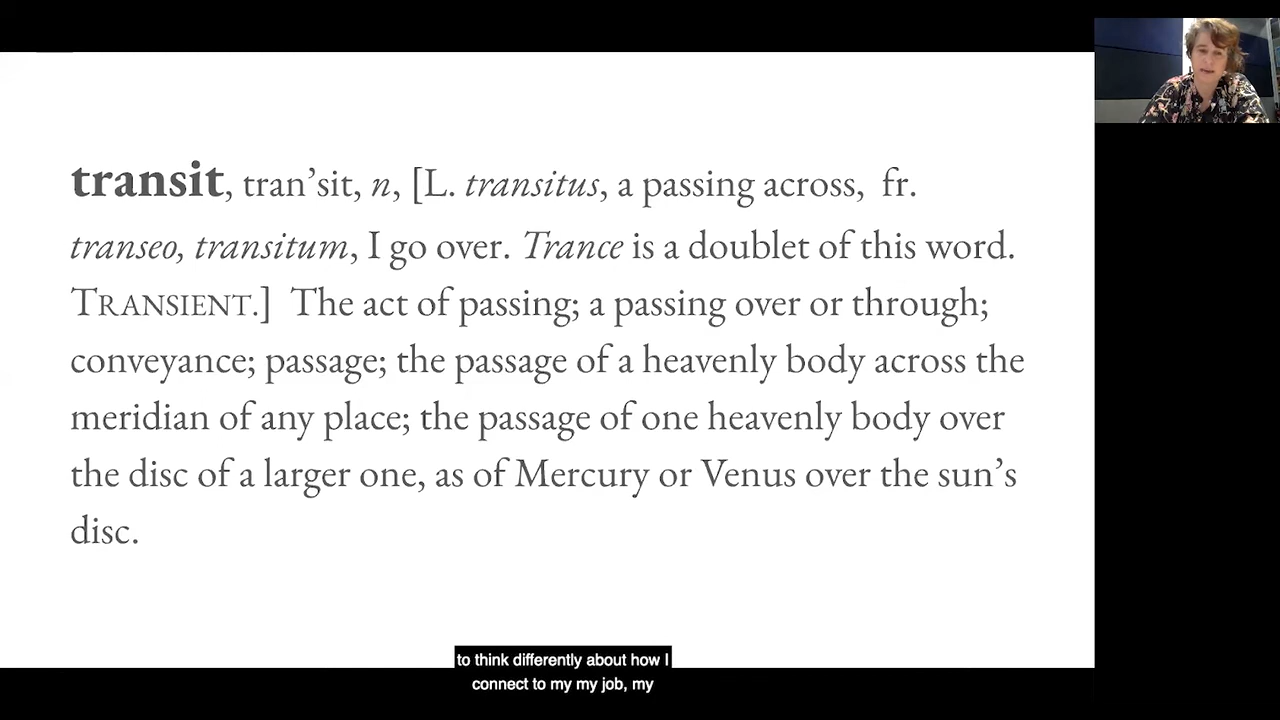 transit, tran’sit, n, [L. transitus, a passing across, fr.
transeo, transitum, I go over. Trance is a doublet of this word.
TRANSIENT.] The act of passing; a passing over or through;
conveyance; passage; the passage of a heavenly body across the
meridian of any place; the passage of one heavenly body over
the disc of a larger one, as of Mercury or Venus over the sun’s
disc.
to think differently about how I
connect to my my job, my